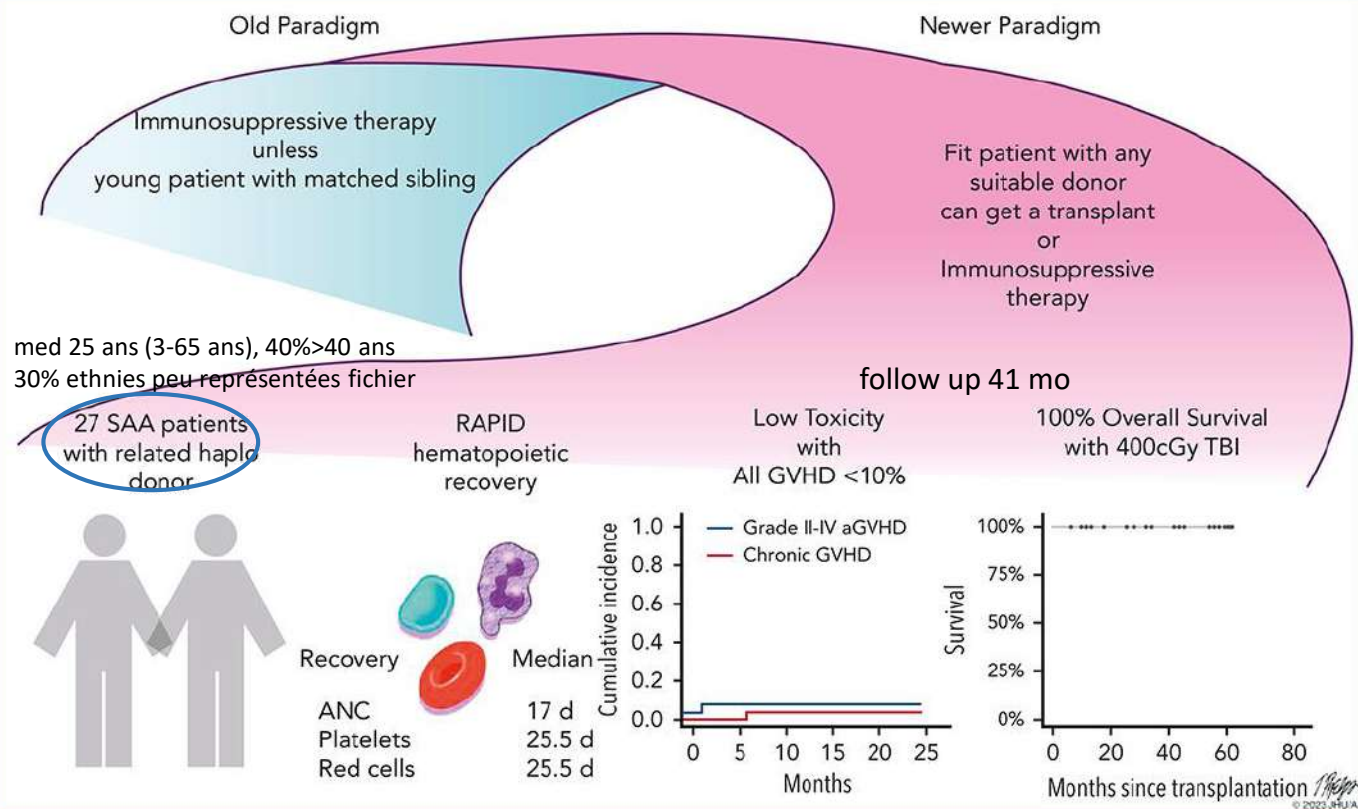 Old Paradigm
Newer Paradigm
Immunosuppressive therapy
unless
young patient with matched sibling
Fit patient with any
suitable donor
can get a transplant
or
Immunosuppressive
therapy
med 25 ans (3-65 ans), 40%>40 ans
30% ethnies peu représentées fichier
follow up 41 mo
27 SAA patients
with related haplo
donor
RAPID
hematopoietic
recovery
Low Toxicity
with
All GVHD <10%
100% Overall Survival
with 400cGy TBI
Recovery Median
ANC 17 d
Platelets 25.5 d
Red cells 25.5 d
Cumulative incidence
1.0
0.8
0.6
0.4
0.2
0.0
Grade II-IV aGVHD
Chronic GVHD
0 5 10 15 20 25
Months
Survival
100%
75%
50%
25%
0%
0 20 40 60 80
Months since transplantation
© 2023 JHU